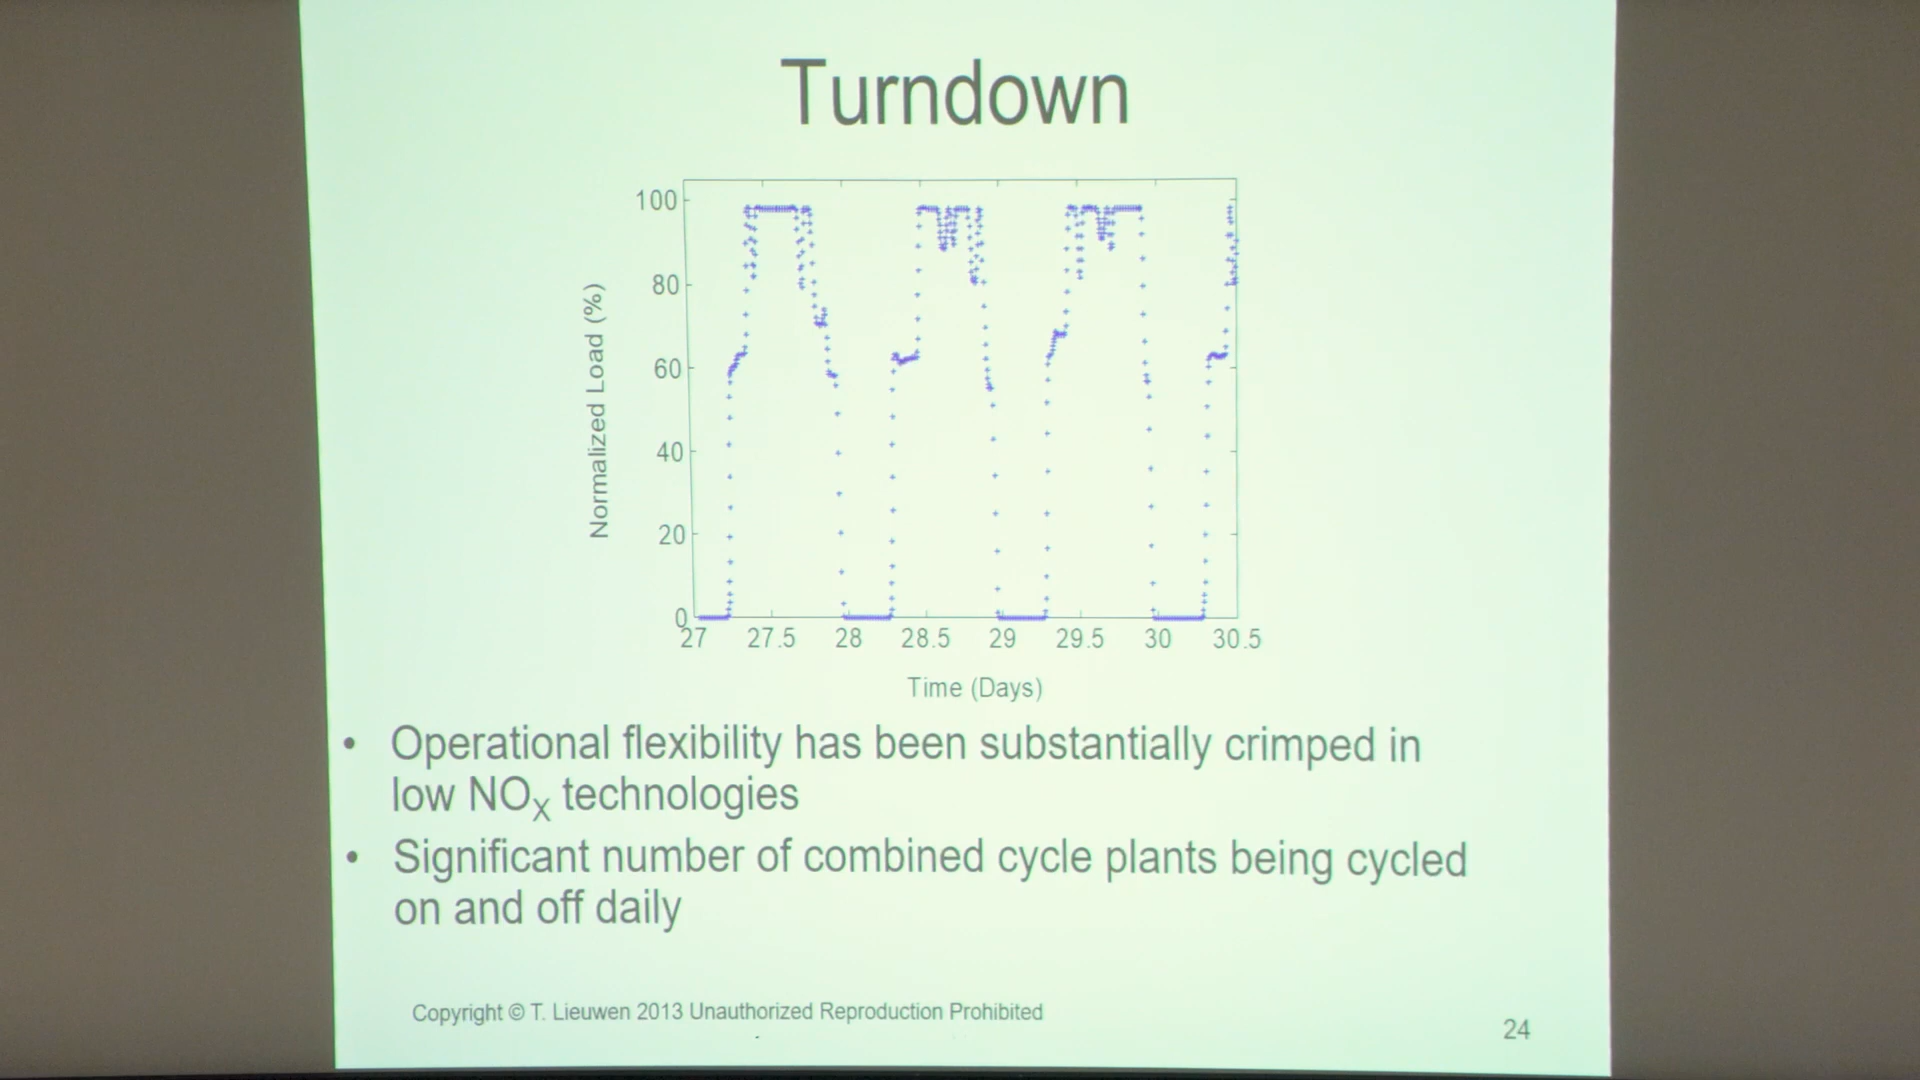 Turndown
100
80
60
40
20
0
Normalized Load (%)
27 27.5 28 28.5 29 29.5 30 30.5
Time (Days)
• Operational flexibility has been substantially crimped in
low NOX technologies
• Significant number of combined cycle plants being cycled
on and off daily
Copyright © T. Lieuwen 2013 Unauthorized Reproduction Prohibited
24